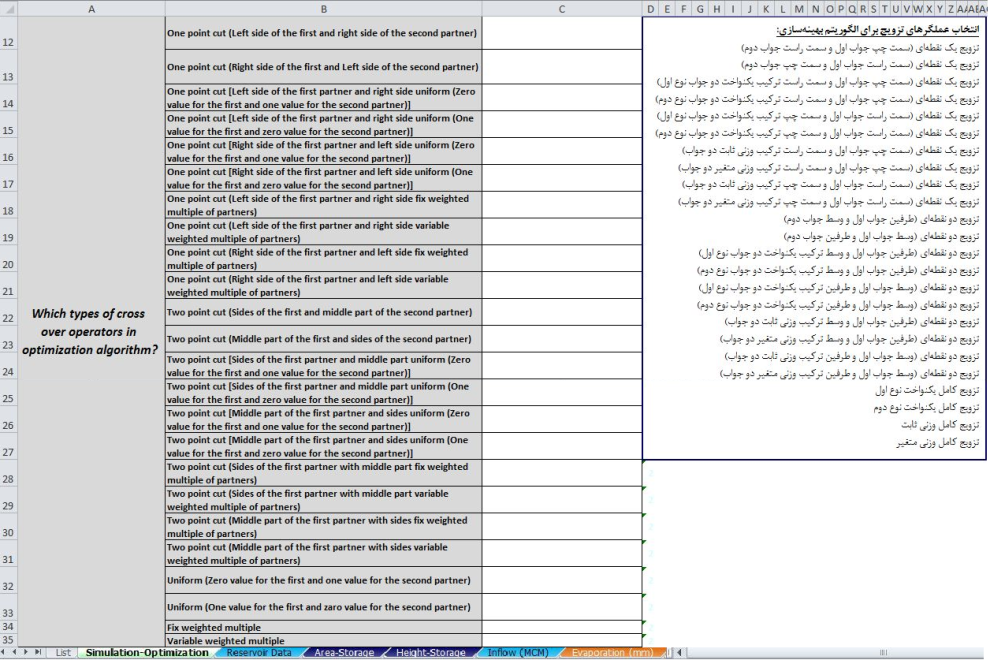 A B C D E F G H I J K L M N O P Q R S T U V W X Y Z
12 One point cut (Left side of the first and right side of the second partner)
13 One point cut (Right side of the first and Left side of the second partner)
14 One point cut [Left side of the first partner and right side uniform (Zero
value for the first and one value for the second partner)]
15 One point cut [Left side of the first partner and right side uniform (One
value for the first and zero value for the second partner)]
16 One point cut [Right side of the first partner and left side uniform (Zero
value for the first and one value for the second partner)]
17 One point cut [Right side of the first partner and left side uniform (One
value for the first and zero value for the second partner)]
18 One point cut (Left side of the first partner and right side fix weighted
multiple of partners)
19 One point cut (Left side of the first partner and right side variable
weighted multiple of partners)
20 One point cut (Right side of the first partner and left side fix weighted
multiple of partners)
21 One point cut (Right side of the first partner and left side variable
weighted multiple of partners)
Which types of cross
over operators in
optimization algorithm?
22 Two point cut (Sides of the first and middle part of the second partner)
23 Two point cut (Middle part of the first and sides of the second partner)
24 Two point cut [Sides of the first partner and middle part uniform (Zero
value for the first and one value for the second partner)]
25 Two point cut [Sides of the first partner and middle part uniform (One
value for the first and zero value for the second partner)]
26 Two point cut [Middle part of the first partner and sides uniform (Zero
value for the first and one value for the second partner)]
27 Two point cut [Middle part of the first partner and sides uniform (One
value for the first and zero value for the second partner)]
28 Two point cut (Sides of the first partner with middle part fix weighted
multiple of partners)
29 Two point cut (Sides of the first partner with middle part variable
weighted multiple of partners)
30 Two point cut (Middle part of the first partner with sides fix weighted
multiple of partners)
31 Two point cut (Middle part of the first partner with sides variable
weighted multiple of partners)
32 Uniform (Zero value for the first and one value for the second partner)
33 Uniform (One value for the first and zaro value for the second partner)
34 Fix weighted multiple
35 Variable weighted multiple
انتخاب عملگرهای تزویج برای الگوریتم بهینه‌سازی:
تزویج یک نقطه‌ای (سمت چپ جواب اول و سمت راست جواب دوم)
تزویج یک نقطه‌ای (سمت راست جواب اول و سمت چپ جواب دوم)
تزویج یک نقطه‌ای (سمت چپ جواب اول و سمت راست ترکیب یکنواخت دو جواب نوع اول)
تزویج یک نقطه‌ای (سمت چپ جواب اول و سمت راست ترکیب یکنواخت دو جواب نوع دوم)
تزویج یک نقطه‌ای (سمت راست جواب اول و سمت چپ ترکیب یکنواخت دو جواب نوع اول)
تزویج یک نقطه‌ای (سمت راست جواب اول و سمت چپ ترکیب یکنواخت دو جواب نوع دوم)
تزویج یک نقطه‌ای (سمت چپ جواب اول و سمت راست ترکیب وزنی ثابت دو جواب)
تزویج یک نقطه‌ای (سمت چپ جواب اول و سمت راست ترکیب وزنی متغیر دو جواب)
تزویج یک نقطه‌ای (سمت راست جواب اول و سمت چپ ترکیب وزنی ثابت دو جواب)
تزویج یک نقطه‌ای (سمت راست جواب اول و سمت چپ ترکیب وزنی متغیر دو جواب)
تزویج دو نقطه‌ای (طرفین جواب اول و وسط جواب دوم)
تزویج دو نقطه‌ای (وسط جواب اول و طرفین جواب دوم)
تزویج دو نقطه‌ای (طرفین جواب اول و وسط ترکیب یکنواخت دو جواب نوع اول)
تزویج دو نقطه‌ای (طرفین جواب اول و وسط ترکیب یکنواخت دو جواب نوع دوم)
تزویج دو نقطه‌ای (وسط جواب اول و طرفین ترکیب یکنواخت دو جواب نوع اول)
تزویج دو نقطه‌ای (وسط جواب اول و طرفین ترکیب یکنواخت دو جواب نوع دوم)
تزویج دو نقطه‌ای (طرفین جواب اول و وسط ترکیب وزنی ثابت دو جواب)
تزویج دو نقطه‌ای (طرفین جواب اول و وسط ترکیب وزنی متغیر دو جواب)
تزویج دو نقطه‌ای (وسط جواب اول و طرفین ترکیب وزنی ثابت دو جواب)
تزویج دو نقطه‌ای (وسط جواب اول و طرفین ترکیب وزنی متغیر دو جواب)
تزویج کامل یکنواخت نوع اول
تزویج کامل یکنواخت نوع دوم
تزویج کامل وزنی ثابت
تزویج کامل وزنی متغیر
List Simulation-Optimization Reservoir Data Area-Storage Height-Storage Inflow (MCM) Evaporation (mm)